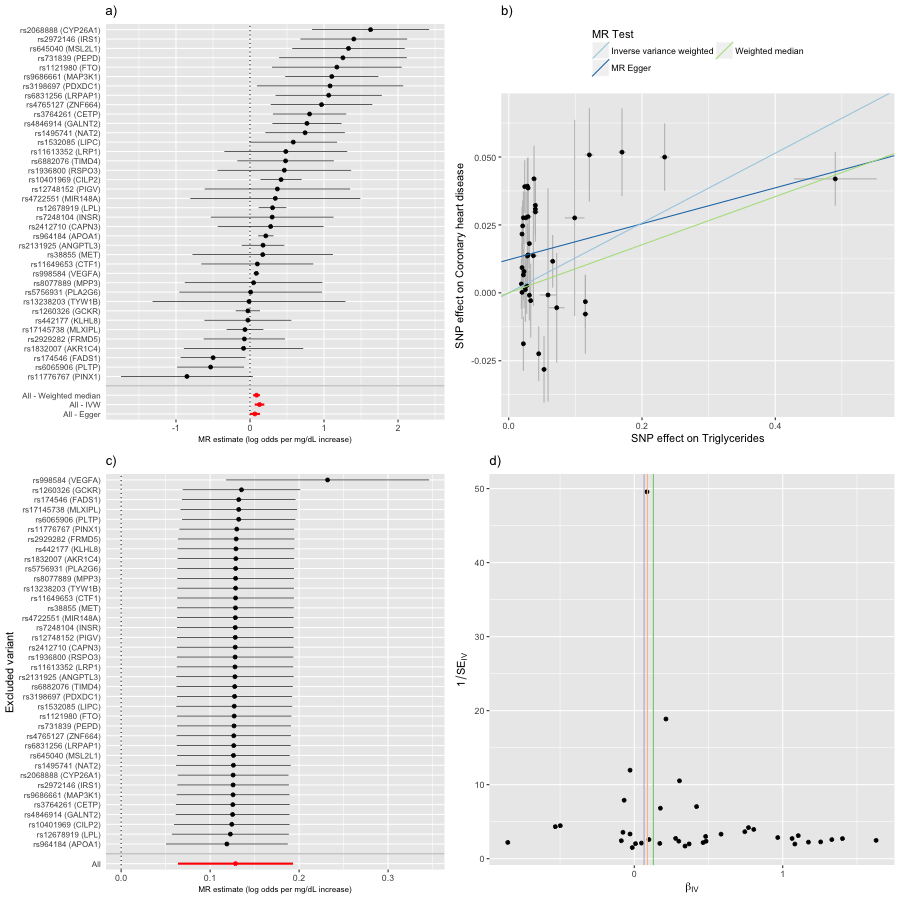 a)
rs2068888 (CYP26A1)
rs2972146 (IRS1)
rs645040 (MSL2L1)
rs731839 (PEPD)
rs1121980 (FTO)
rs9686661 (MAP3K1)
rs3198697 (PDXDC1)
rs6831256 (LRPAP1)
rs4765127 (ZNF664)
rs3764261 (CETP)
rs4846914 (GALNT2)
rs1495741 (NAT2)
rs1532085 (LIPC)
rs11613352 (LRP1)
rs6882076 (TIMD4)
rs1936800 (RSPO3)
rs10401969 (CILP2)
rs12748152 (PIGV)
rs4722551 (MIR148A)
rs12678919 (LPL)
rs7248104 (INSR)
rs2412710 (CAPN3)
rs964184 (APOA1)
rs2131925 (ANGPTL3)
rs38855 (MET)
rs11649653 (CTF1)
rs998584 (VEGFA)
rs8077889 (MPP3)
rs5756931 (PLA2G6)
rs13238203 (TYW1B)
rs1260326 (GCKR)
rs442177 (KLHL8)
rs17145738 (MLXIPL)
rs2929282 (FRMD5)
rs1832007 (AKR1C4)
rs174546 (FADS1)
rs6065906 (PLTP)
rs11776767 (PINX1)
All - Weighted median
All - IVW
All - Egger
-1 0 1 2
MR estimate (log odds per mg/dL increase)
b)
MR Test
Inverse variance weighted
Weighted median
MR Egger
SNP effect on Coronary heart disease
0.050
0.025
0.000
-0.025
0.0 0.2 0.4
SNP effect on Triglycerides
c)
Excluded variant
rs998584 (VEGFA)
rs1260326 (GCKR)
rs174546 (FADS1)
rs17145738 (MLXIPL)
rs6065906 (PLTP)
rs11776767 (PINX1)
rs2929282 (FRMD5)
rs442177 (KLHL8)
rs1832007 (AKR1C4)
rs5756931 (PLA2G6)
rs8077889 (MPP3)
rs13238203 (TYW1B)
rs11649653 (CTF1)
rs38855 (MET)
rs4722551 (MIR148A)
rs7248104 (INSR)
rs12748152 (PIGV)
rs2412710 (CAPN3)
rs1936800 (RSPO3)
rs11613352 (LRP1)
rs2131925 (ANGPTL3)
rs6882076 (TIMD4)
rs3198697 (PDXDC1)
rs1532085 (LIPC)
rs1121980 (FTO)
rs731839 (PEPD)
rs4765127 (ZNF664)
rs6831256 (LRPAP1)
rs645040 (MSL2L1)
rs1495741 (NAT2)
rs2068888 (CYP26A1)
rs2972146 (IRS1)
rs9686661 (MAP3K1)
rs3764261 (CETP)
rs4846914 (GALNT2)
rs10401969 (CILP2)
rs12678919 (LPL)
rs964184 (APOA1)
All
0.0 0.1 0.2 0.3
MR estimate (log odds per mg/dL increase)
d)
1/SE_IV
50
40
30
20
10
0
0 1
β_IV